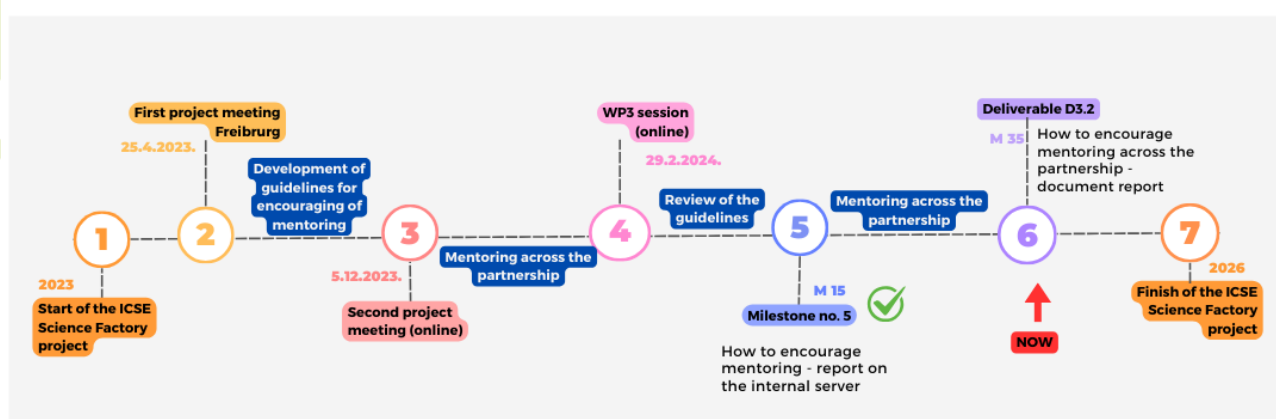 First project meeting
Freibrurg
25.4.2023.
Development of
guidelines for
encouraging of
mentoring
WP3 session
(online)
29.2.2024.
Review of the
guidelines
Mentoring across the
partnership
Deliverable D3.2
M 35
How to encourage
mentoring across the
partnership -
document report
1
2
3
4
5
6
7
2023
Start of the ICSE
Science Factory
project
5.12.2023.
Second project
meeting (online)
Mentoring across the
partnership
M 15
Milestone no. 5
How to encourage
mentoring - report on
the internal server
NOW
2026
Finish of the ICSE
Science Factory
project